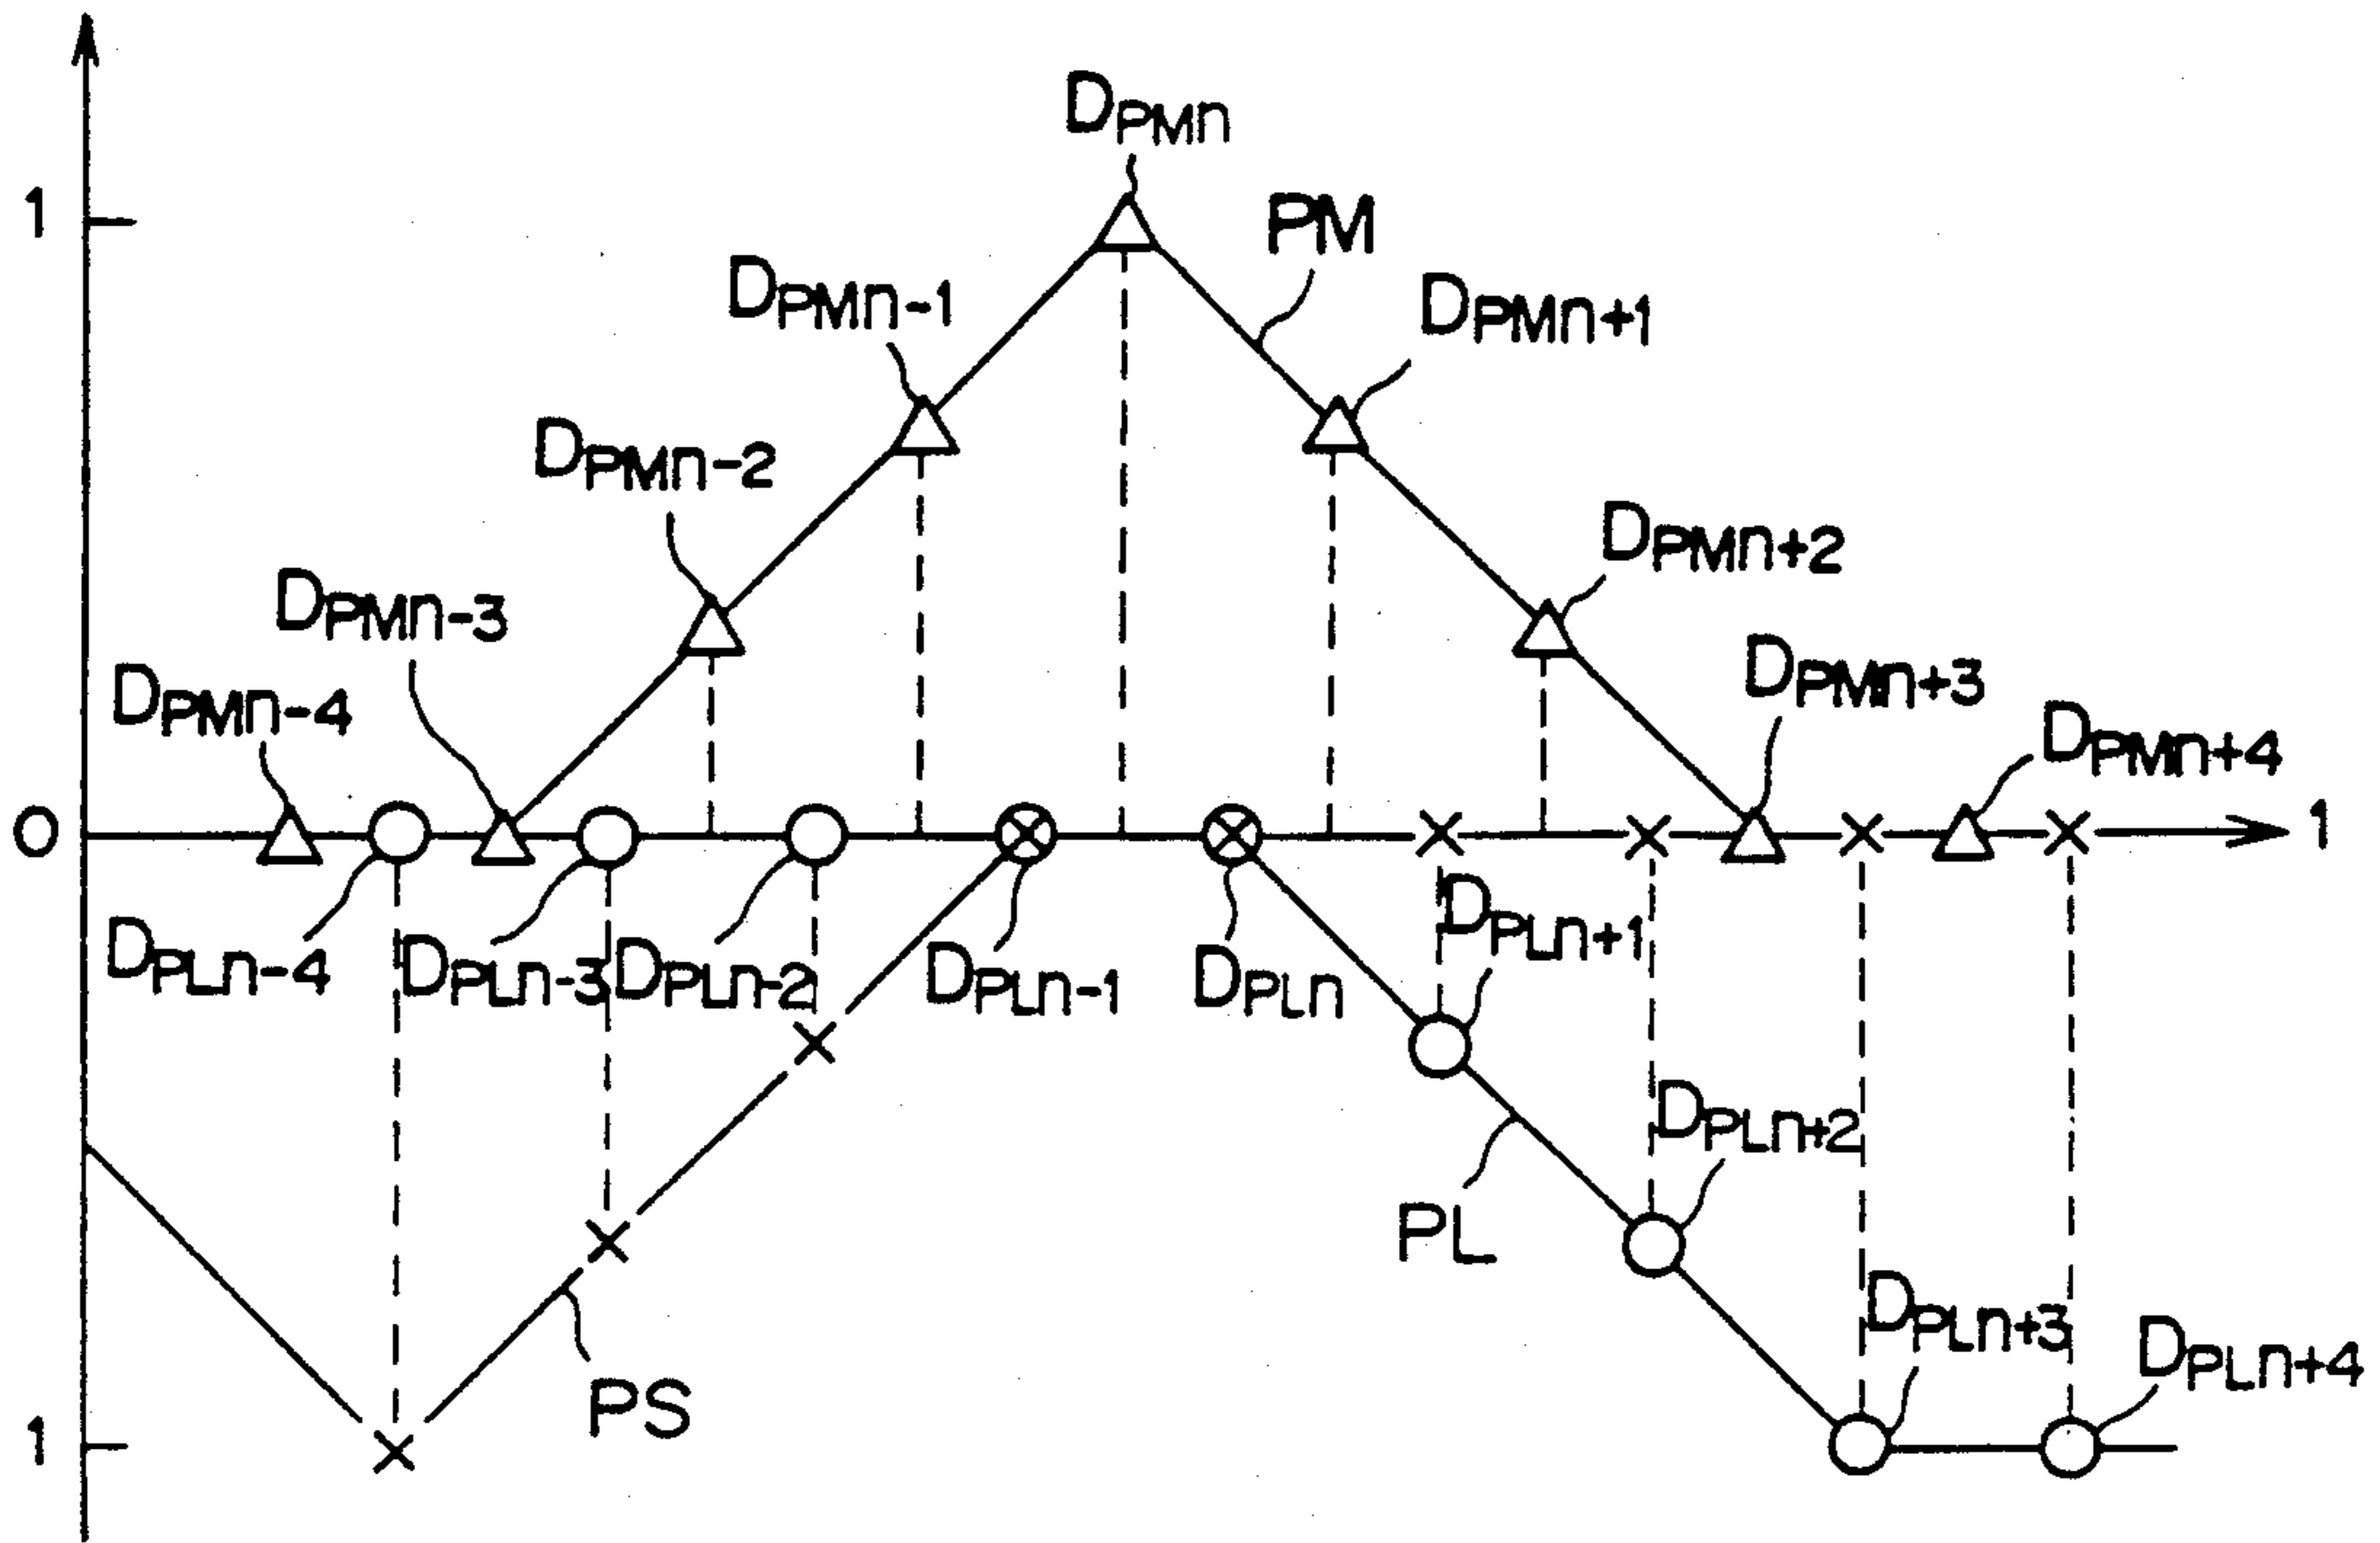 DPMn
1
PM
DPMn-1
DPMn+1
DPMn-2
DPMn+2
DPMn-3
DPMn+3
DPMn-4
DPMn+4
0
1
DPLn-4
DPLn-3
DPLn-2
DPLn-1
DPLn
DPLn+1
DPLn+2
PL
DPLn+3
DPLn+4
PS
1